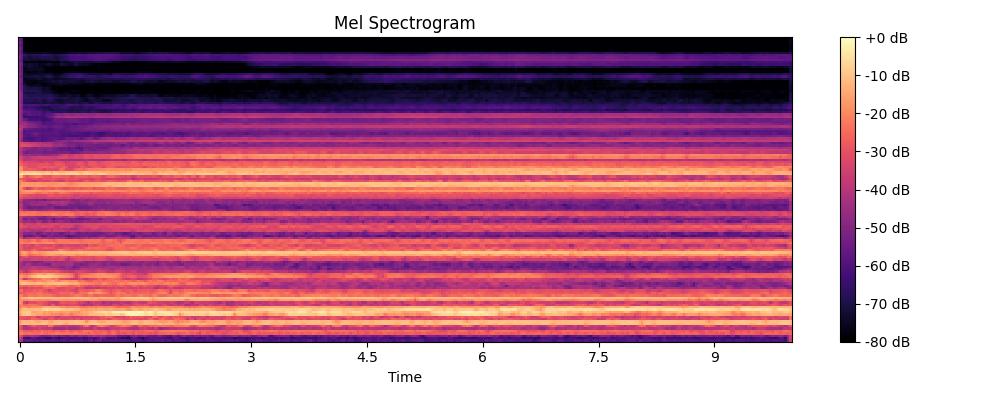 Mel Spectrogram
+0 dB
-10 dB
-20 dB
-30 dB
-40 dB
-50 dB
-60 dB
-70 dB
-80 dB
0 1.5 3 4.5 6 7.5 9
Time